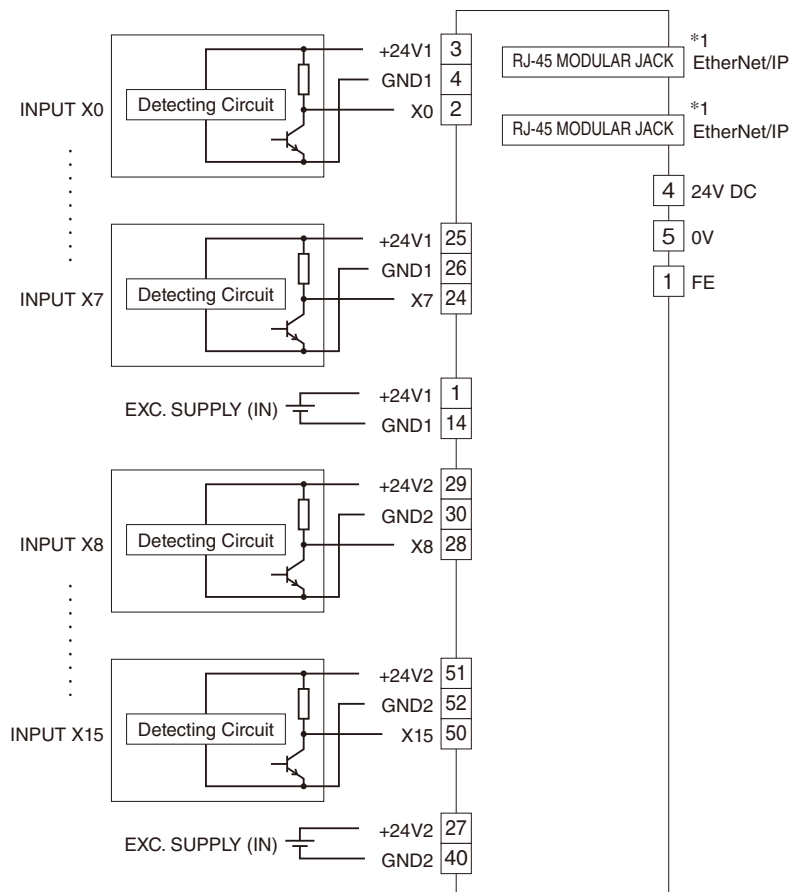 +24V1 3
GND1 4
INPUT X0 Detecting Circuit X0 2
+24V1 25
GND1 26
INPUT X7 Detecting Circuit X7 24
EXC. SUPPLY (IN) +24V1 1
GND1 14
+24V2 29
GND2 30
INPUT X8 Detecting Circuit X8 28
+24V2 51
GND2 52
INPUT X15 Detecting Circuit X15 50
EXC. SUPPLY (IN) +24V2 27
GND2 40
*1
RJ-45 MODULAR JACK EtherNet/IP
*1
RJ-45 MODULAR JACK EtherNet/IP
4 24V DC
5 0V
1 FE